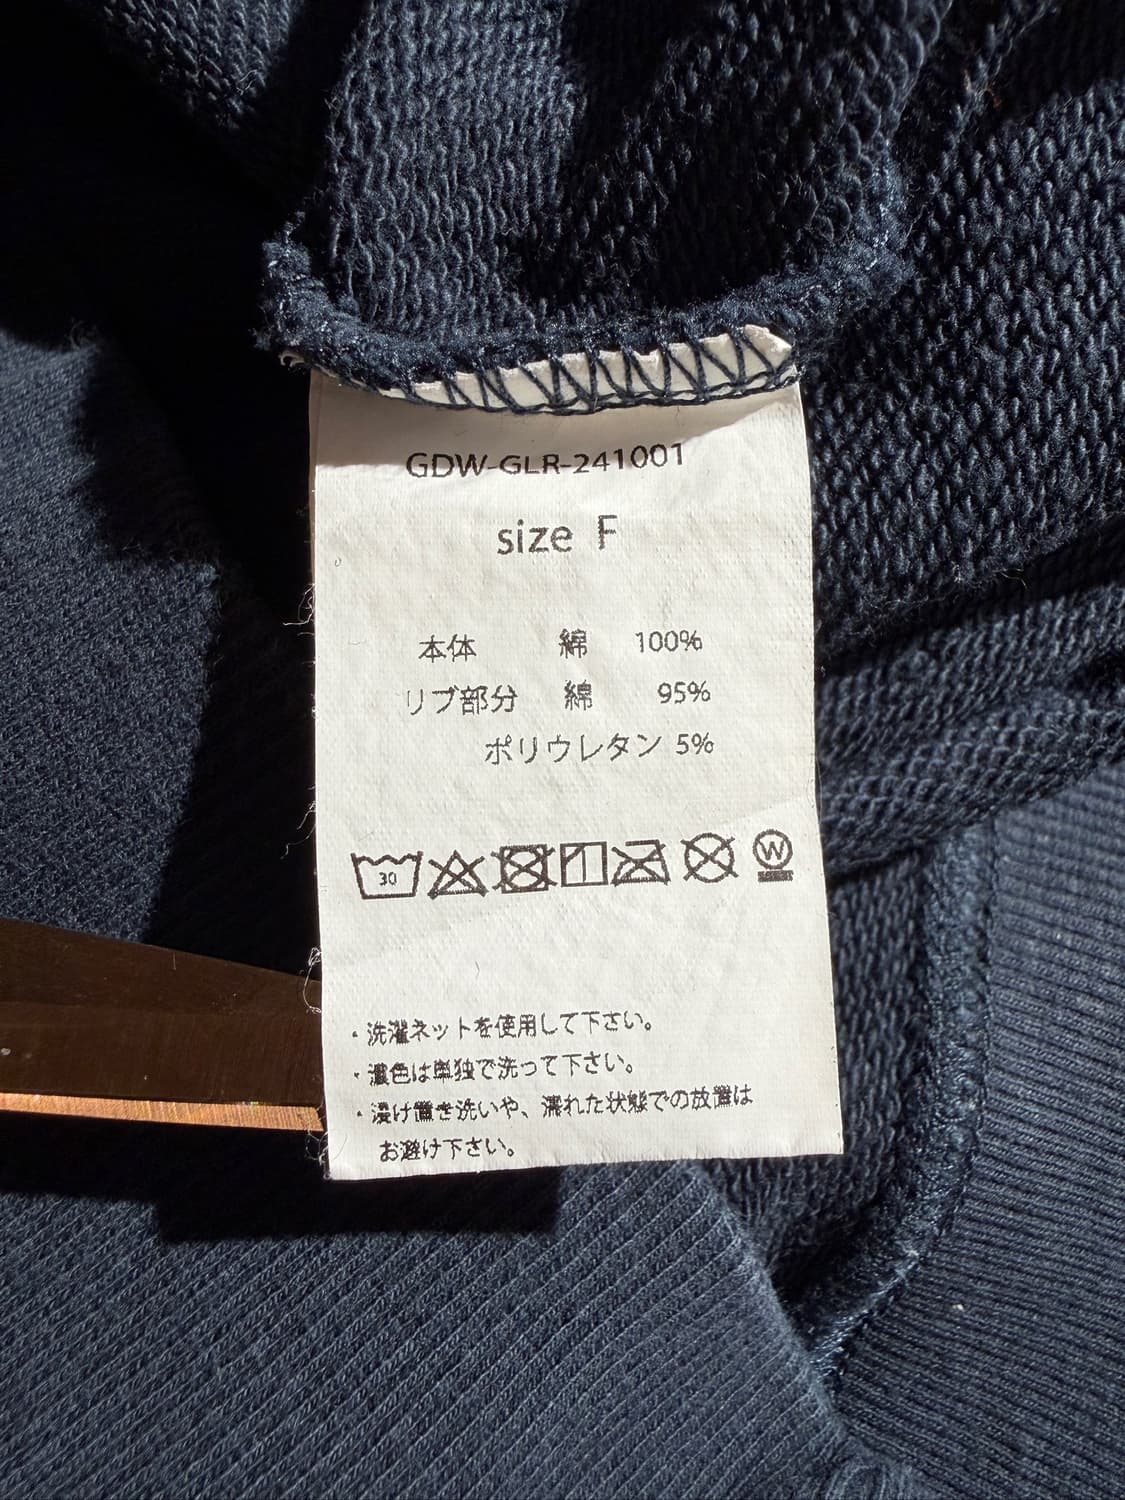 GDW-GLR-241001
size F
本体 綿 100%
リブ部分 綿 95%
ポリウレタン 5%
30
W
・洗濯ネットを使用して下さい。
・濃色は単独で洗って下さい。
・浸け置き洗いや、濡れた状態での放置は
お避け下さい。